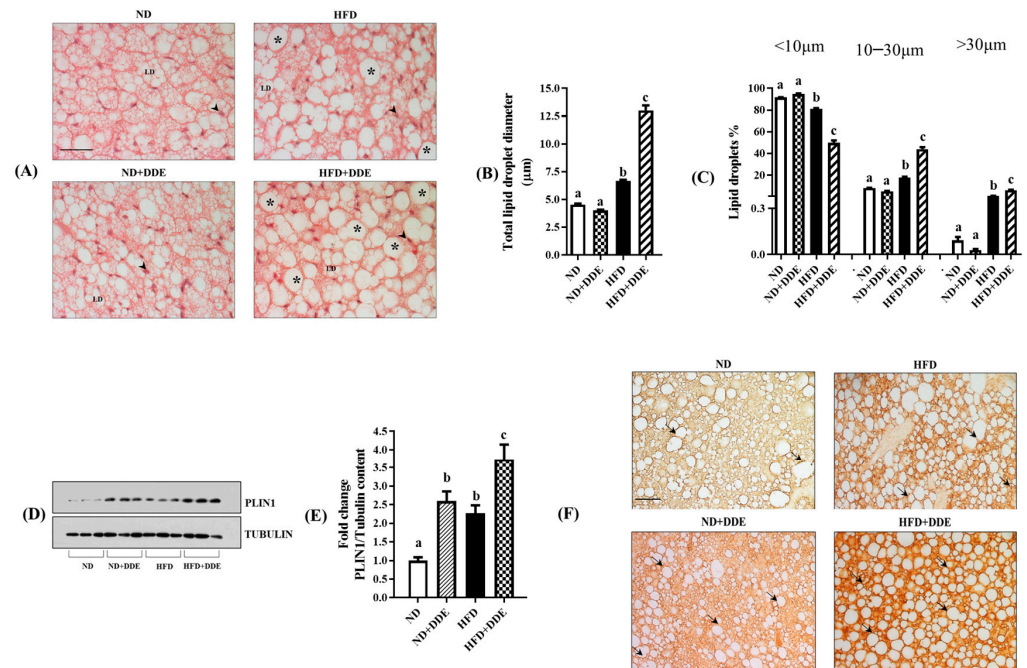 ND
HFD
LD
*
*
LD
*
(A)
ND+DDE
HFD+DDE
LD
*
*
*
*
LD
*
(B)
Total lipid droplet diameter
(μm)
15.0
12.5
10.0
7.5
5.0
2.5
0.0
a
a
b
c
ND
ND+DDE
HFD
HFD+DDE
<10μm
10–30μm
>30μm
(C)
Lipid droplets %
100
80
60
40
20
0.3
0.0
a
a
b
c
a
a
b
c
a
a
b
c
ND
ND+DDE
HFD
HFD+DDE
ND
ND+DDE
HFD
HFD+DDE
ND
ND+DDE
HFD
HFD+DDE
(D)
PLIN1
TUBULIN
ND
ND+DDE
HFD
HFD+DDE
(E)
Fold change
PLIN1/Tubulin content
4.5
4.0
3.5
3.0
2.5
2.0
1.5
1.0
0.5
0.0
a
b
b
c
ND
ND+DDE
HFD
HFD+DDE
ND
HFD
(F)
ND+DDE
HFD+DDE